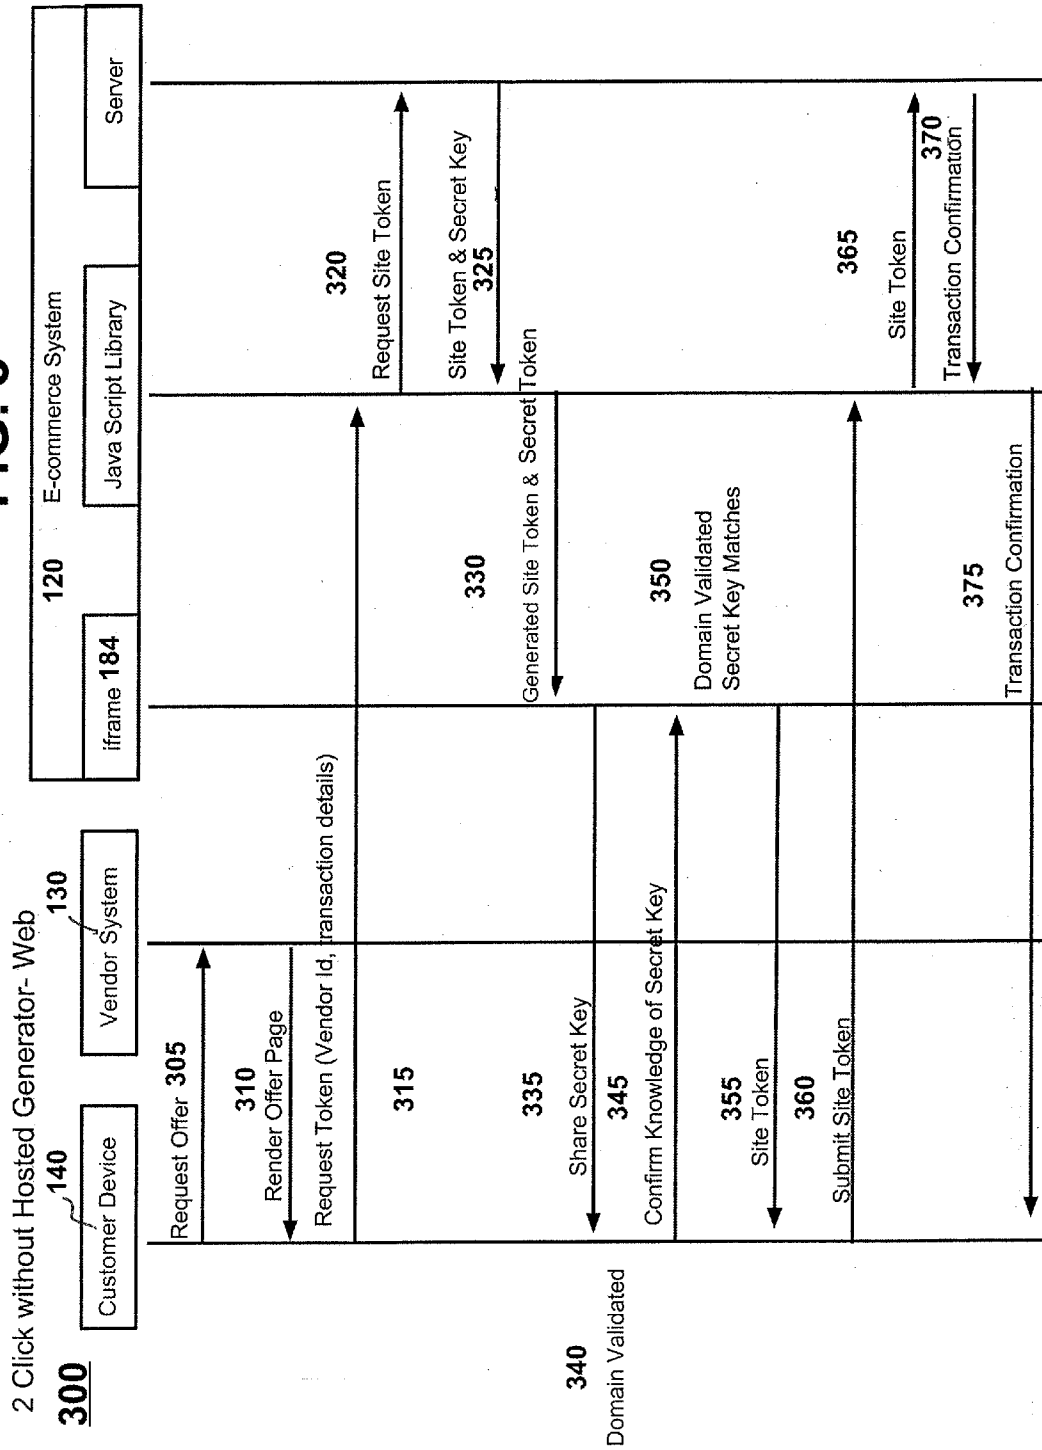 2 Click without Hosted Generator- Web
300
140
Customer Device
130
Vendor System
120
E-commerce System
iframe 184
Java Script Library
Server
Request Offer 305
310
Render Offer Page
Request Token (Vendor Id, transaction details)
315
320
Request Site Token
Site Token & Secret Key
325
330
Generated Site Token & Secret Token
335
Share Secret Key
340
Domain Validated
345
Confirm Knowledge of Secret Key
350
Domain Validated
Secret Key Matches
355
Site Token
360
Submit Site Token
365
Site Token
370
Transaction Confirmation
375
Transaction Confirmation